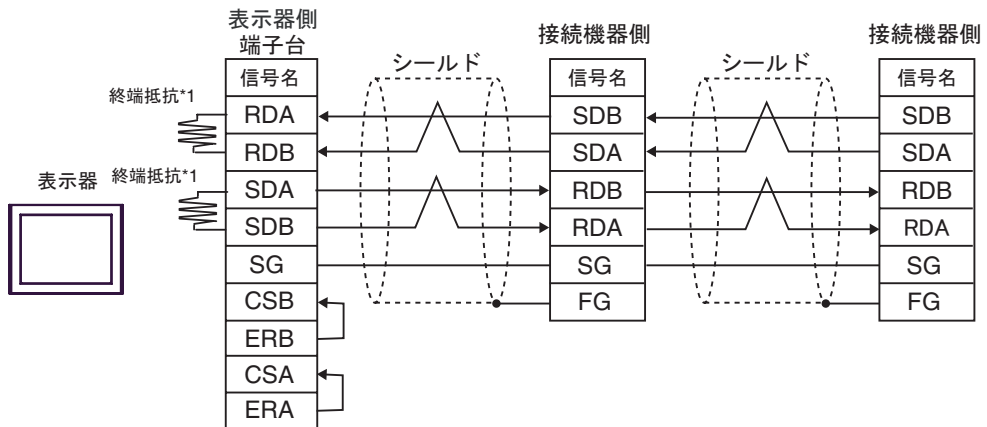 表示器側
端子台
接続機器側
接続機器側
シールド
シールド
信号名
信号名
信号名
終端抵抗*1
RDA
SDB
SDB
RDB
SDA
SDA
表示器
終端抵抗*1
SDA
RDB
RDB
SDB
RDA
RDA
SG
SG
SG
CSB
FG
FG
ERB
CSA
ERA